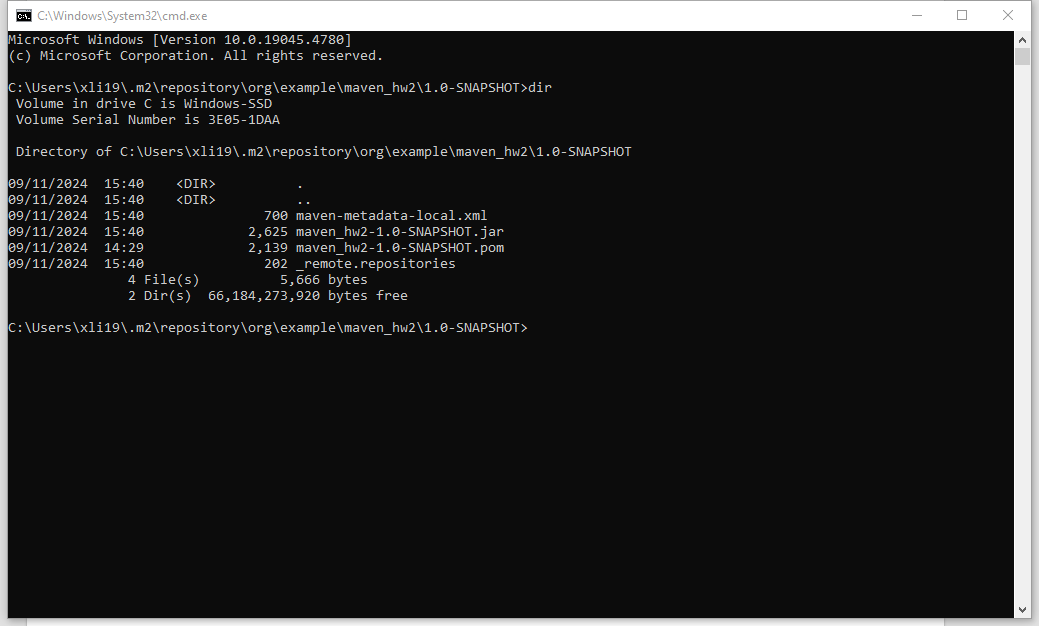 C:\Windows\System32\cmd.exe
Microsoft Windows [Version 10.0.19045.4780]
(c) Microsoft Corporation. All rights reserved.
C:\Users\xli19\.m2\repository\org\example\maven_hw2\1.0-SNAPSHOT>dir
 Volume in drive C is Windows-SSD
 Volume Serial Number is 3E05-1DAA
 Directory of C:\Users\xli19\.m2\repository\org\example\maven_hw2\1.0-SNAPSHOT
09/11/2024  15:40    <DIR>          .
09/11/2024  15:40    <DIR>          ..
09/11/2024  15:40               700 maven-metadata-local.xml
09/11/2024  15:40             2,625 maven_hw2-1.0-SNAPSHOT.jar
09/11/2024  14:29             2,139 maven_hw2-1.0-SNAPSHOT.pom
09/11/2024  15:40               202 _remote.repositories
               4 File(s)          5,666 bytes
               2 Dir(s)  66,184,273,920 bytes free
C:\Users\xli19\.m2\repository\org\example\maven_hw2\1.0-SNAPSHOT>